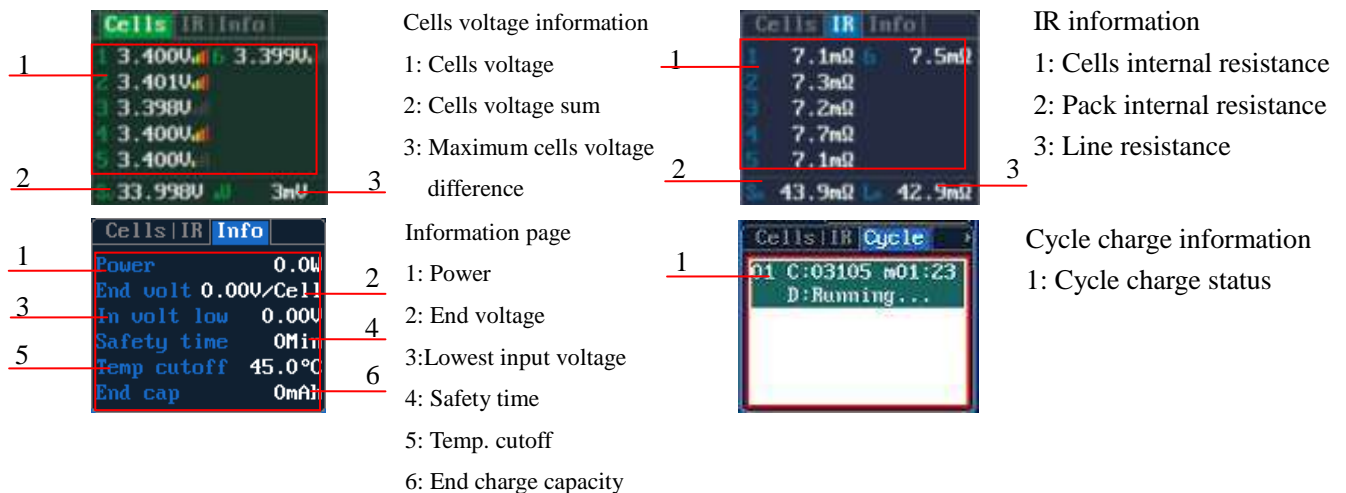 Cells|IR|Info|
1 3.400V 6 3.399V
2 3.401V
3 3.398V
4 3.400V
5 3.400V
33.998V 3mV
1
2
3
Cells voltage information
1: Cells voltage
2: Cells voltage sum
3: Maximum cells voltage
difference
Cells IR Info|
1 7.1mΩ 6 7.5mΩ
2 7.3mΩ
3 7.2mΩ
4 7.7mΩ
5 7.1mΩ
43.9mΩ 42.9mΩ
1
2
3
IR information
1: Cells internal resistance
2: Pack internal resistance
3: Line resistance
Cells|IR Info
Power 0.0W
End volt 0.00V/Cell
In volt low 0.00V
Safety time 0Min
Temp cutoff 45.0°C
End cap 0mAh
1
2
3
4
5
6
Information page
1: Power
2: End voltage
3:Lowest input voltage
4: Safety time
5: Temp. cutoff
6: End charge capacity
Cells|IR Cycle
01 C:03105 m01:23
D:Running...
1
Cycle charge information
1: Cycle charge status